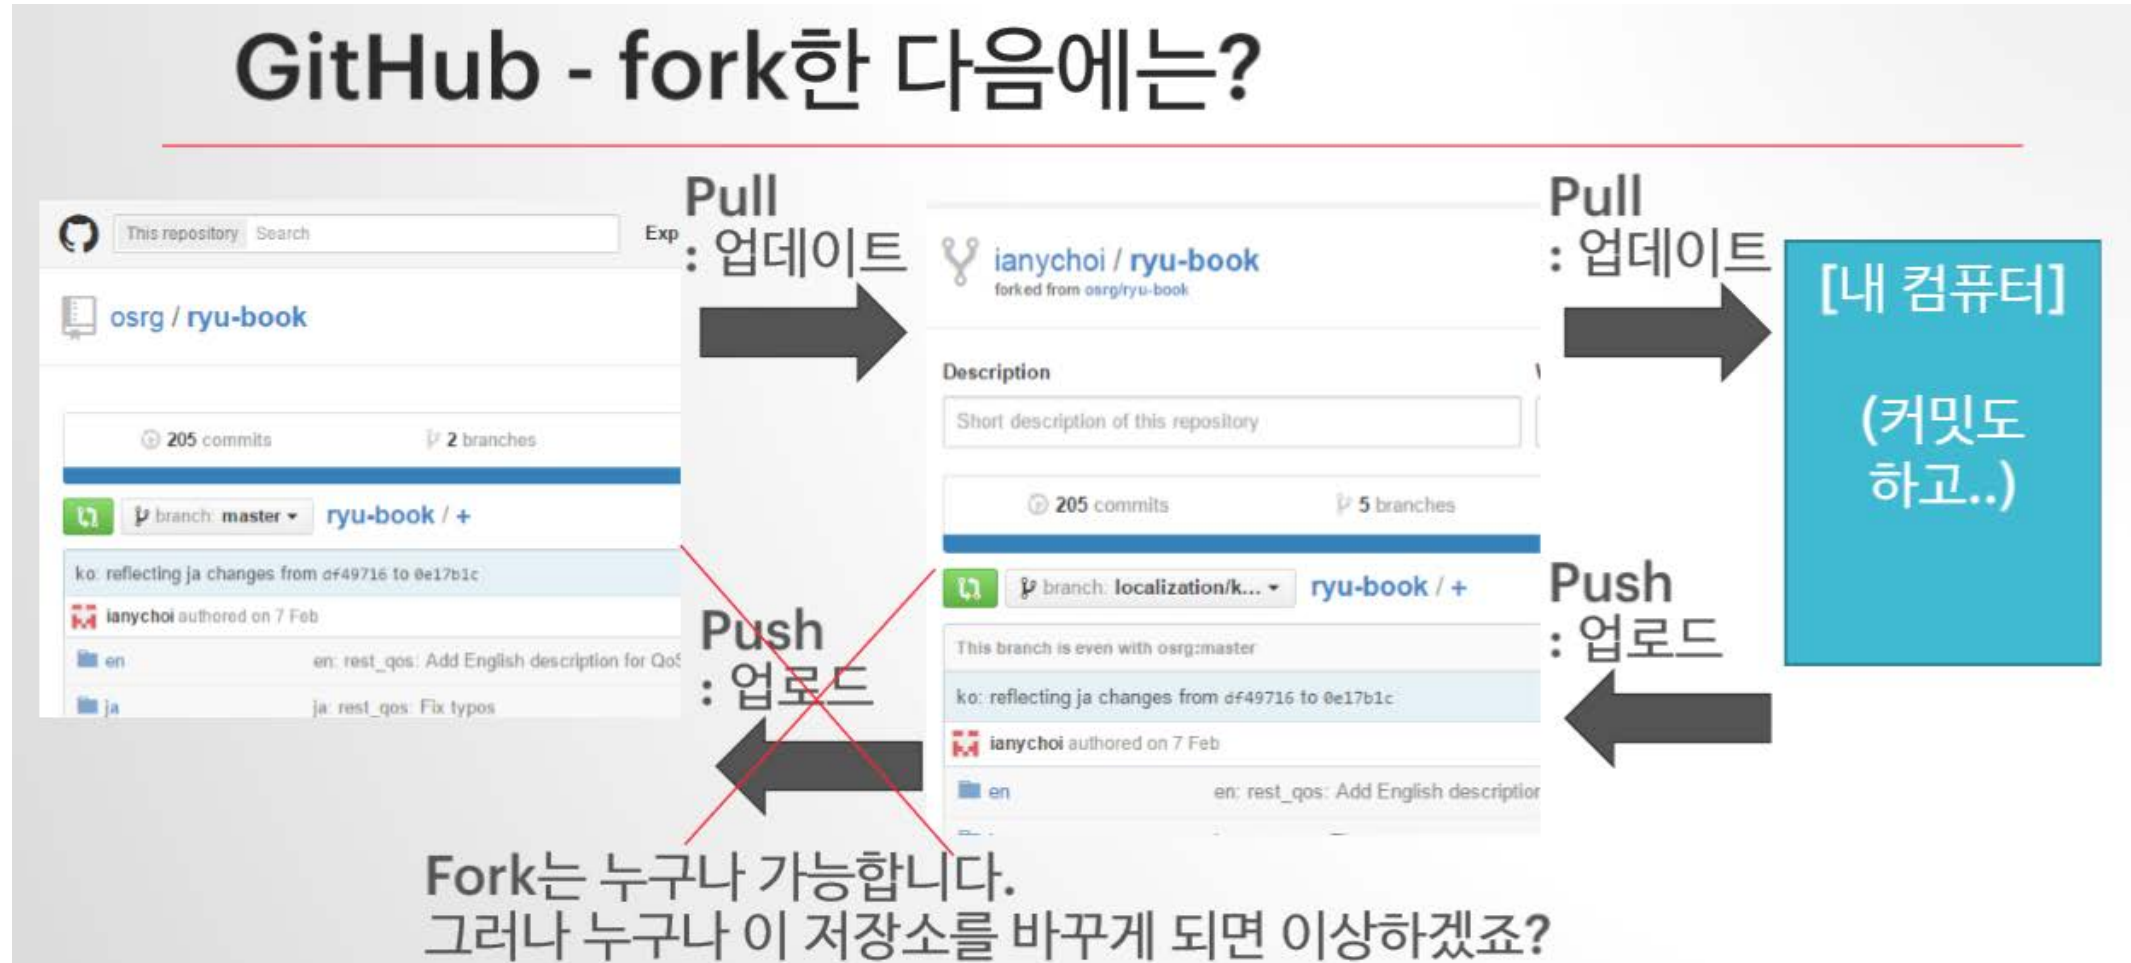 GitHub - fork한 다음에는?
This repository Search
Exp
osrg / ryu-book
205 commits 2 branches
branch: master ryu-book / +
ko: reflecting ja changes from df49716 to 0e17b1c
ianychoi authored on 7 Feb
en en: rest_qos: Add English description for QoS
ja ja: rest_qos: Fix typos
Pull
: 업데이트
Push
: 업로드
ianychoi / ryu-book
forked from osrg/ryu-book
Description
Short description of this repository
205 commits 5 branches
branch: localization/k... ryu-book / +
This branch is even with osrg:master
ko: reflecting ja changes from df49716 to 0e17b1c
ianychoi authored on 7 Feb
en en: rest_qos: Add English description
Pull
: 업데이트
Push
: 업로드
[내 컴퓨터]
(커밋도
하고..)
Fork는 누구나 가능합니다.
그러나 누구나 이 저장소를 바꾸게 되면 이상하겠죠?